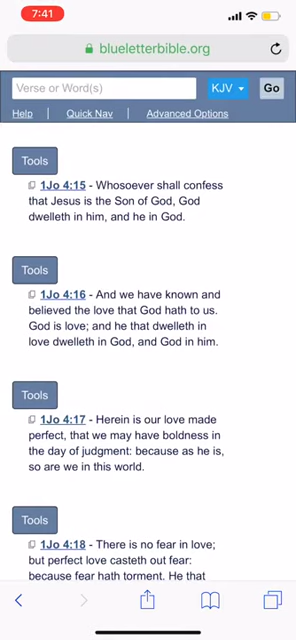 7:41
blueletterbible.org
Verse or Word(s)
KJV
Go
Help | Quick Nav | Advanced Options
Tools
1Jo 4:15 - Whosoever shall confess
that Jesus is the Son of God, God
dwelleth in him, and he in God.
Tools
1Jo 4:16 - And we have known and
believed the love that God hath to us.
God is love; and he that dwelleth in
love dwelleth in God, and God in him.
Tools
1Jo 4:17 - Herein is our love made
perfect, that we may have boldness in
the day of judgment: because as he is,
so are we in this world.
Tools
1Jo 4:18 - There is no fear in love;
but perfect love casteth out fear:
because fear hath torment. He that